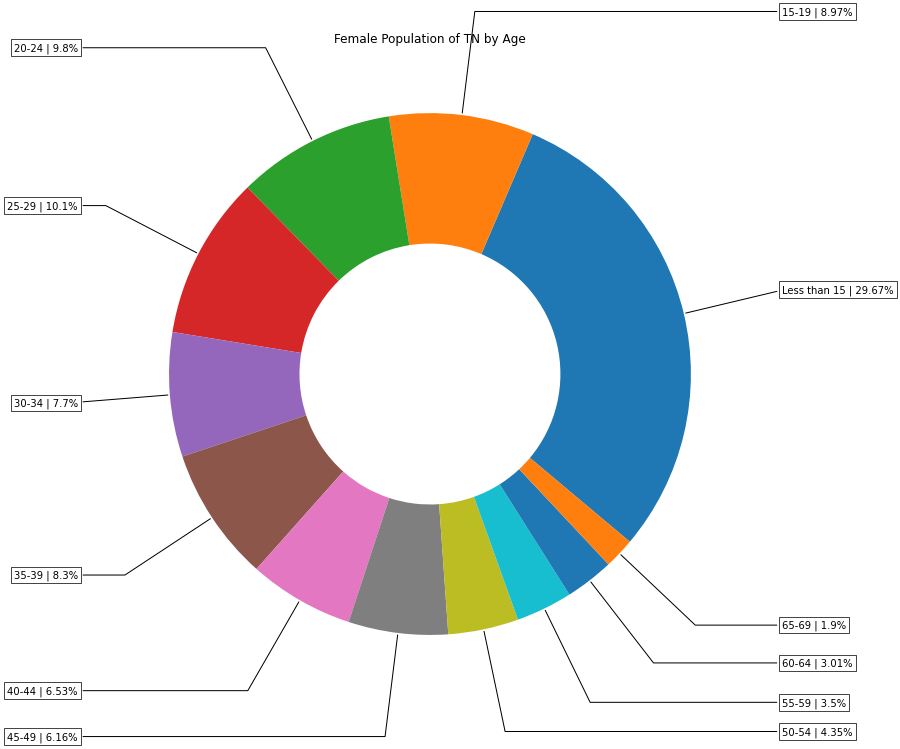 15-19 | 8.97%
Female Population of TN by Age
20-24 | 9.8%
25-29 | 10.1%
Less than 15 | 29.67%
30-34 | 7.7%
35-39 | 8.3%
65-69 | 1.9%
60-64 | 3.01%
40-44 | 6.53%
55-59 | 3.5%
50-54 | 4.35%
45-49 | 6.16%